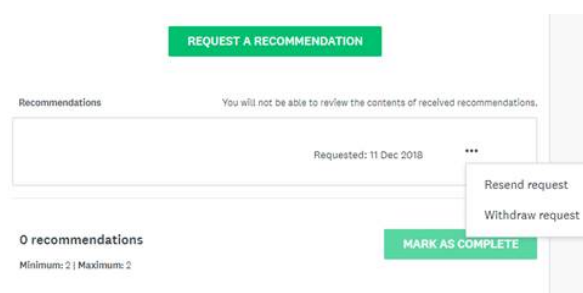 REQUEST A RECOMMENDATION
Recommendations You will not be able to review the contents of received recommendations.
Requested: 11 Dec 2018 •••
Resend request
Withdraw request
0 recommendations MARK AS COMPLETE
Minimum: 2 | Maximum: 2